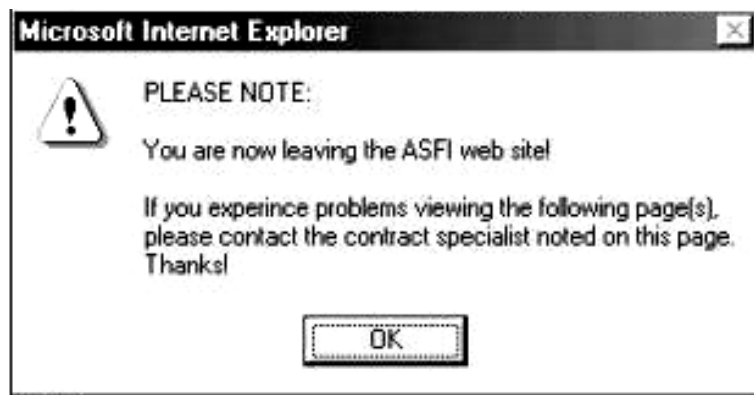 Microsoft Internet Explorer
PLEASE NOTE:
You are now leaving the ASFI web site!
If you experince problems viewing the following page(s),
please contact the contract specialist noted on this page.
Thanks!
OK